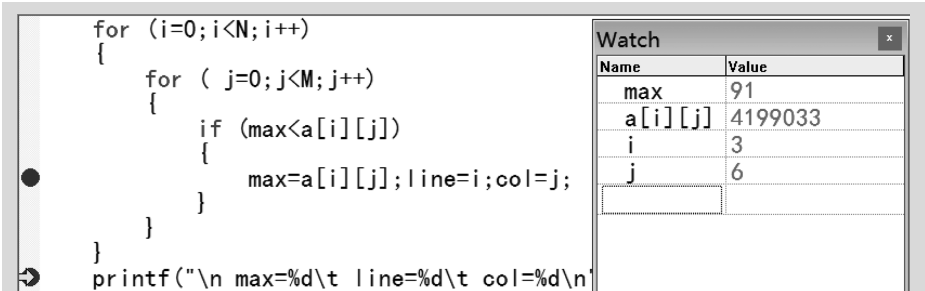 for (i=0;i<N;i++)
{
for ( j=0;j<M;j++)
{
if (max<a[i][j])
{
max=a[i][j];line=i;col=j;
}
}
}
printf("\n max=%d\t line=%d\t col=%d\n"
Watch
Name Value
max 91
a[i][j] 4199033
i 3
j 6